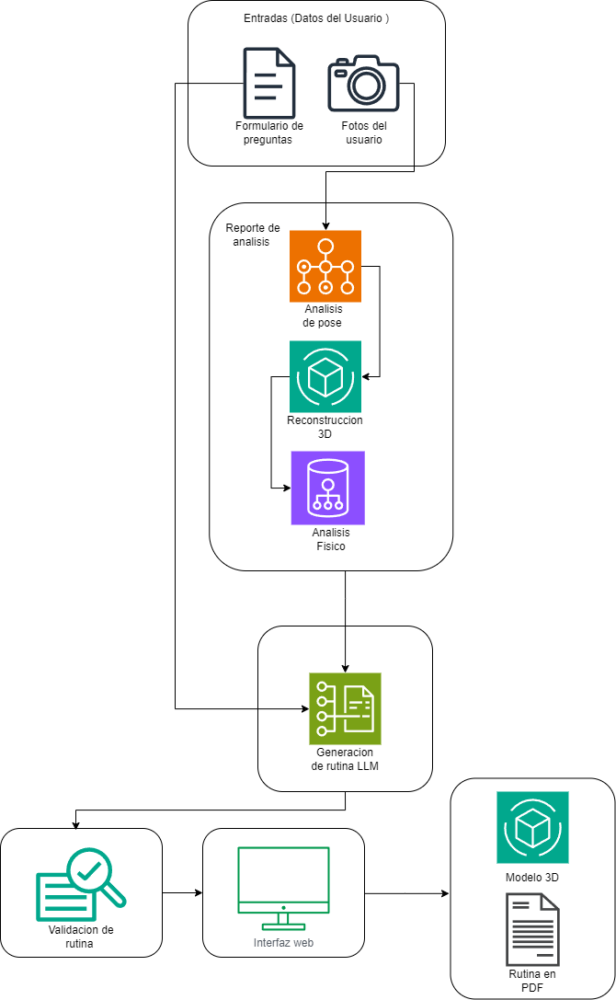 Entradas (Datos del Usuario )
Formulario de
preguntas
Fotos del
usuario
Reporte de
analisis
Analisis
de pose
Reconstruccion
3D
Analisis
Fisico
Generacion
de rutina LLM
Validacion de
rutina
Interfaz web
Modelo 3D
Rutina en
PDF